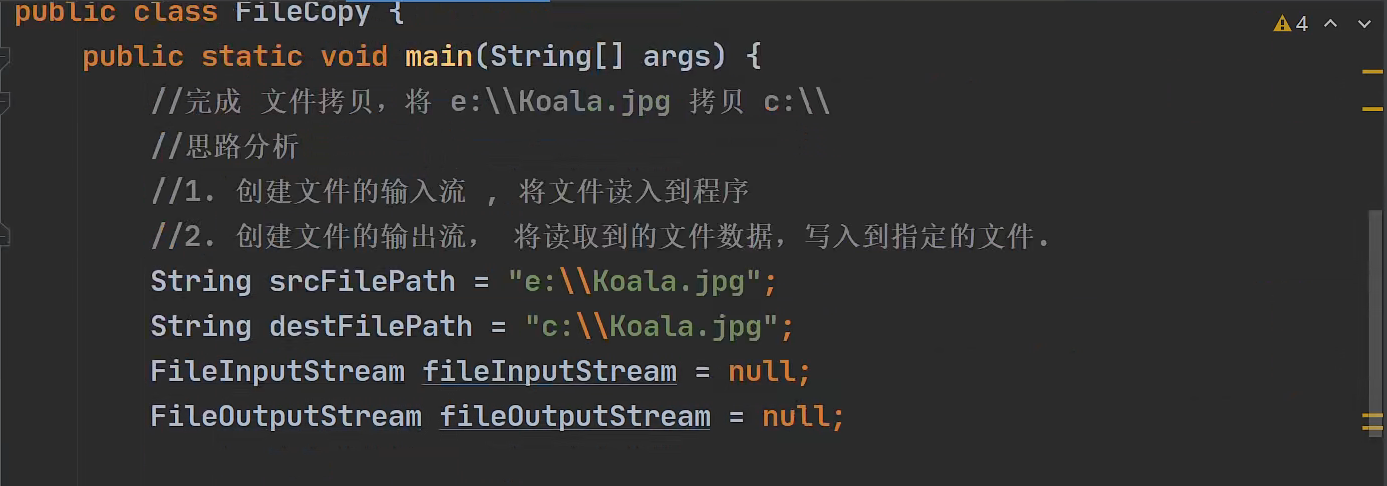 public class FileCopy {
public static void main(String[] args) {
//完成 文件拷贝，将 e:\\Koala.jpg 拷贝 c:\\
//思路分析
//1. 创建文件的输入流 , 将文件读入到程序
//2. 创建文件的输出流， 将读取到的文件数据，写入到指定的文件.
String srcFilePath = "e:\\Koala.jpg";
String destFilePath = "c:\\Koala.jpg";
FileInputStream fileInputStream = null;
FileOutputStream fileOutputStream = null;
4